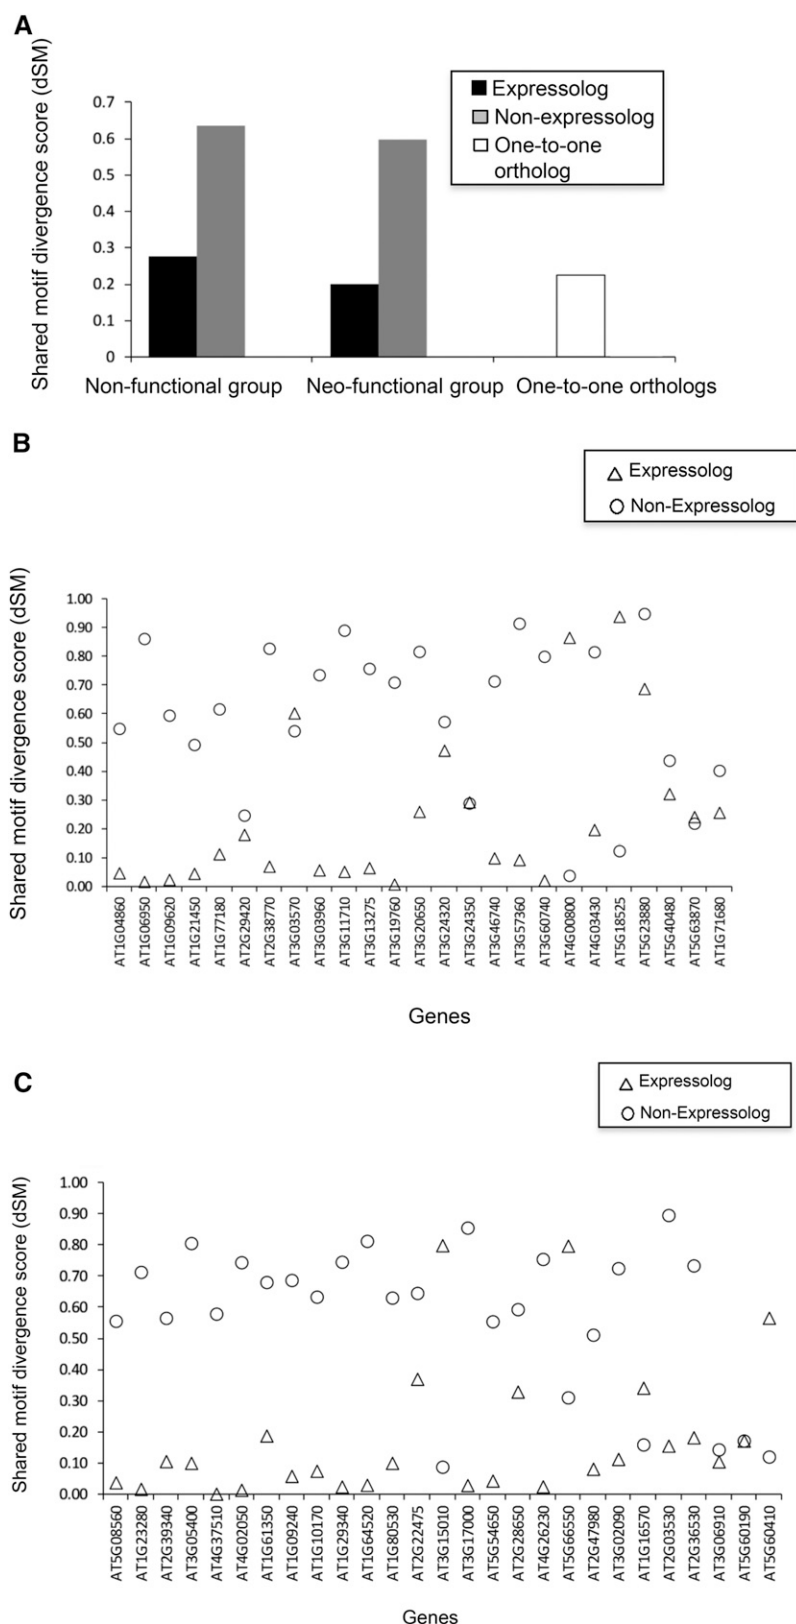 A
Shared motif divergence score (dSM)
0.7
0.6
0.5
0.4
0.3
0.2
0.1
0
Expressolog
Non-expressolog
One-to-one
ortholog
Non-functional group
Neo-functional group
One-to-one orthologs
B
Expressolog
Non-Expressolog
Shared motif divergence score (dSM)
1.00
0.90
0.80
0.70
0.60
0.50
0.40
0.30
0.20
0.10
0.00
AT1G04860
AT1G06950
AT1G09620
AT1G21450
AT1G77180
AT2G29420
AT2G38770
AT3G03570
AT3G03960
AT3G11710
AT3G13275
AT3G19760
AT3G20650
AT3G24320
AT3G24350
AT3G46740
AT3G57360
AT3G60740
AT4G00800
AT4G03430
AT5G18525
AT5G23880
AT5G40480
AT5G63870
AT1G71680
Genes
C
Expressolog
Non-Expressolog
Shared motif divergence score (dSM)
1.00
0.90
0.80
0.70
0.60
0.50
0.40
0.30
0.20
0.10
0.00
AT5G08560
AT1G23280
AT2G39340
AT3G05400
AT4G37510
AT4G02050
AT1G61350
AT1G09240
AT1G10170
AT1G29340
AT1G64520
AT1G80530
AT2G22475
AT3G15010
AT3G17000
AT5G54650
AT2G28650
AT4G26230
AT5G66550
AT2G47980
AT3G02090
AT1G16570
AT2G03530
AT2G36530
AT3G06910
AT5G60190
AT5G60410
Genes